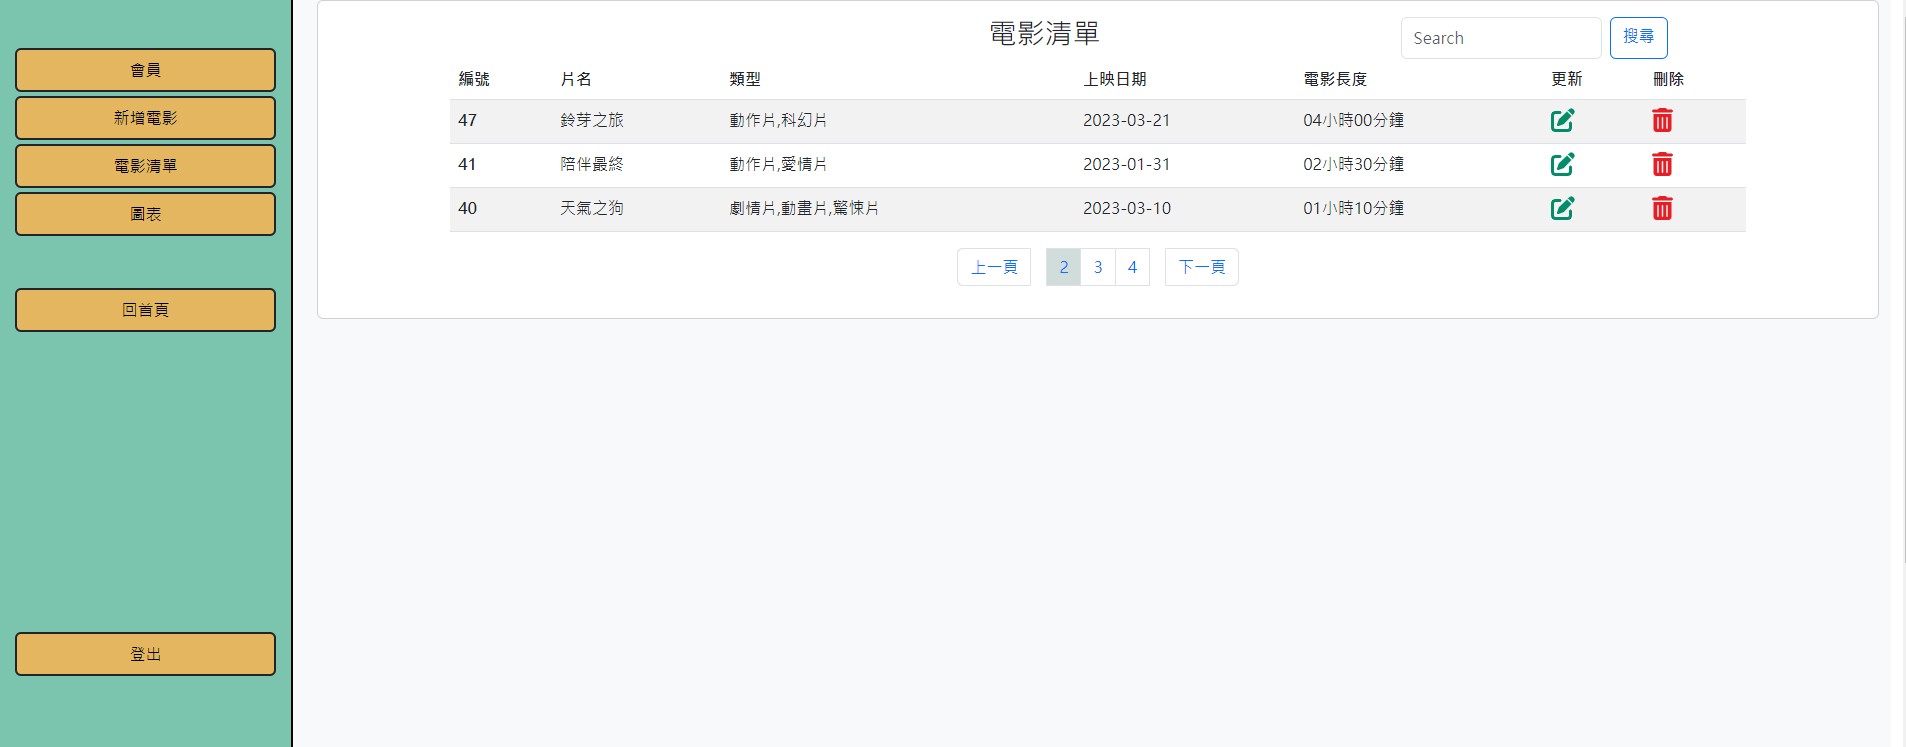 會員
新增電影
電影清單
圖表
回首頁
登出
電影清單
Search 搜尋
編號 片名 類型 上映日期 電影長度 更新 刪除
47 鈴芽之旅 動作片,科幻片 2023-03-21 04小時00分鐘
41 陪伴最終 動作片,愛情片 2023-01-31 02小時30分鐘
40 天氣之狗 劇情片,動畫片,驚悚片 2023-03-10 01小時10分鐘
上一頁 2 3 4 下一頁